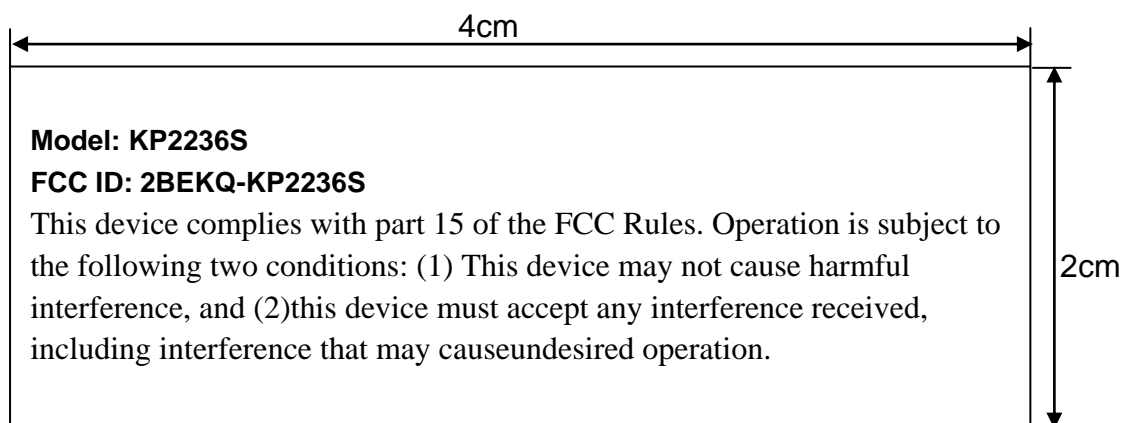 4cm
Model: KP2236S
FCC ID: 2BEKQ-KP2236S
This device complies with part 15 of the FCC Rules. Operation is subject to
the following two conditions: (1) This device may not cause harmful
interference, and (2)this device must accept any interference received,
including interference that may causeundesired operation.
2cm